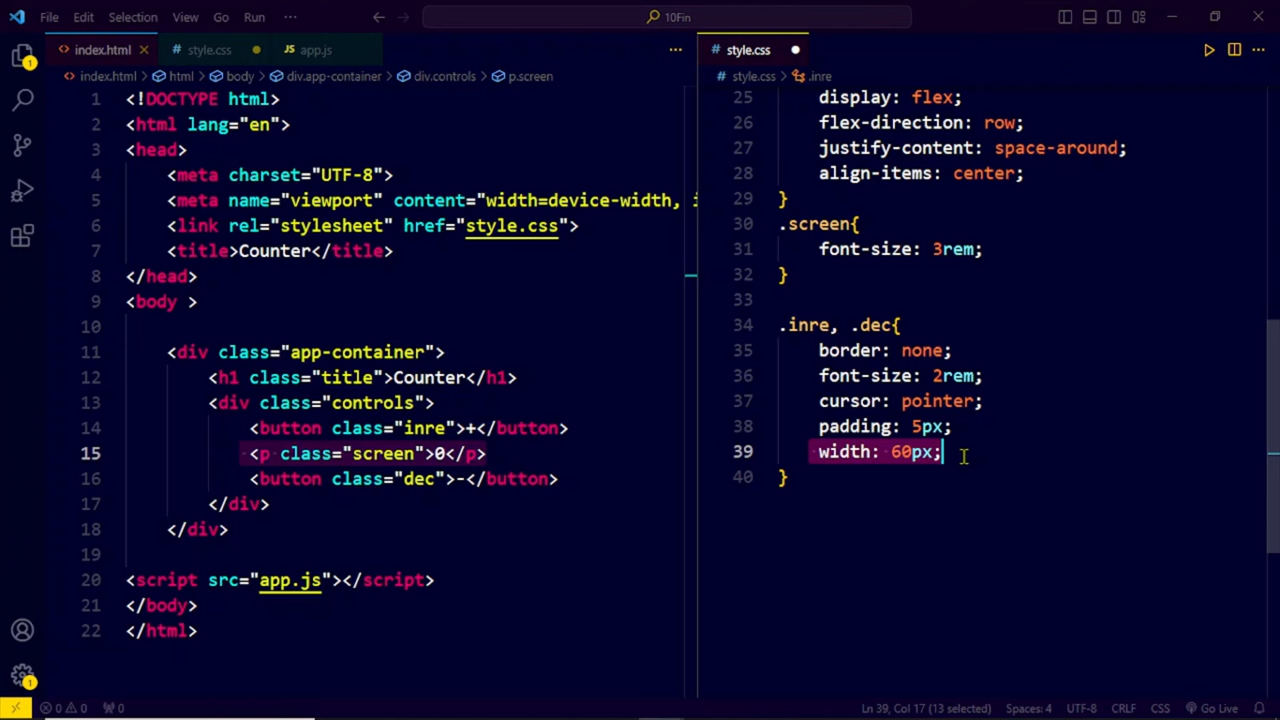 File Edit Selection View Go Run ··· 10Fin
index.html style.css JS app.js
index.html > html > body > div.app-container > div.controls > p.screen
1 <!DOCTYPE html>
2 <html lang="en">
3 <head>
4 <meta charset="UTF-8">
5 <meta name="viewport" content="width=device-width, i
6 <link rel="stylesheet" href="style.css">
7 <title>Counter</title>
8 </head>
9 <body >
10
11 <div class="app-container">
12 <h1 class="title">Counter</h1>
13 <div class="controls">
14 <button class="inre">+</button>
15 <p class="screen">0</p>
16 <button class="dec">-</button>
17 </div>
18 </div>
19
20 <script src="app.js"></script>
21 </body>
22 </html>
# style.css
# style.css > .inre
25 display: flex;
26 flex-direction: row;
27 justify-content: space-around;
28 align-items: center;
29 }
30 .screen{
31 font-size: 3rem;
32 }
33
34 .inre, .dec{
35 border: none;
36 font-size: 2rem;
37 cursor: pointer;
38 padding: 5px;
39 width: 60px;
40 }
1
1
0 0 0 Ln 39, Col 17 (13 selected) Spaces: 4 UTF-8 CRLF CSS Go Live